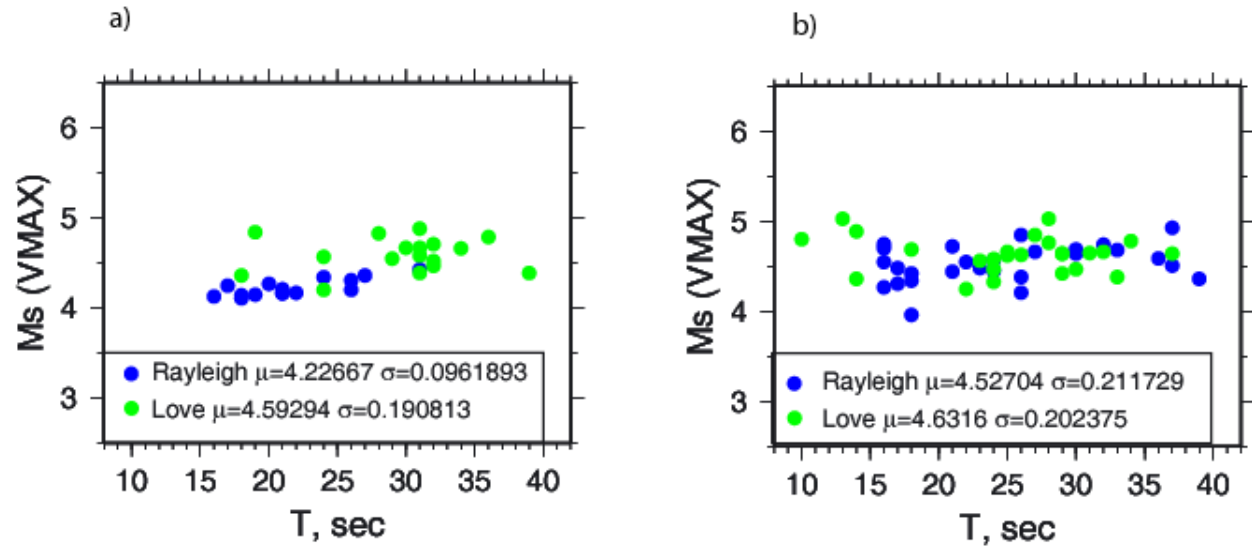 a)
6
5
4
3
Ms (VMAX)
Rayleigh μ=4.22667 σ=0.0961893
Love μ=4.59294 σ=0.190813
10 15 20 25 30 35 40
T, sec
b)
6
5
4
3
Ms (VMAX)
Rayleigh μ=4.52704 σ=0.211729
Love μ=4.6316 σ=0.202375
10 15 20 25 30 35 40
T, sec